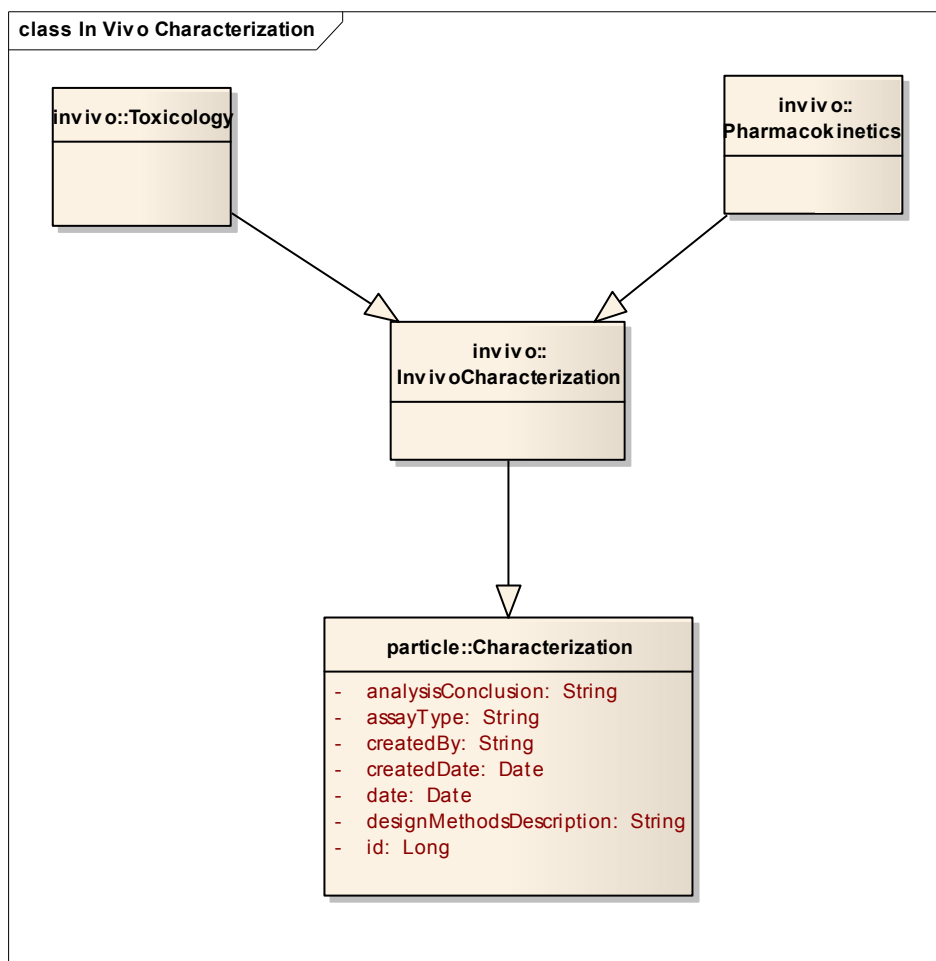 class In Vivo Characterization
invivo::Toxicology
invivo::
Pharmacokinetics
invivo::
InvivoCharacterization
particle::Characterization
- analysisConclusion: String
- assayType: String
- createdBy: String
- createdDate: Date
- date: Date
- designMethodsDescription: String
- id: Long